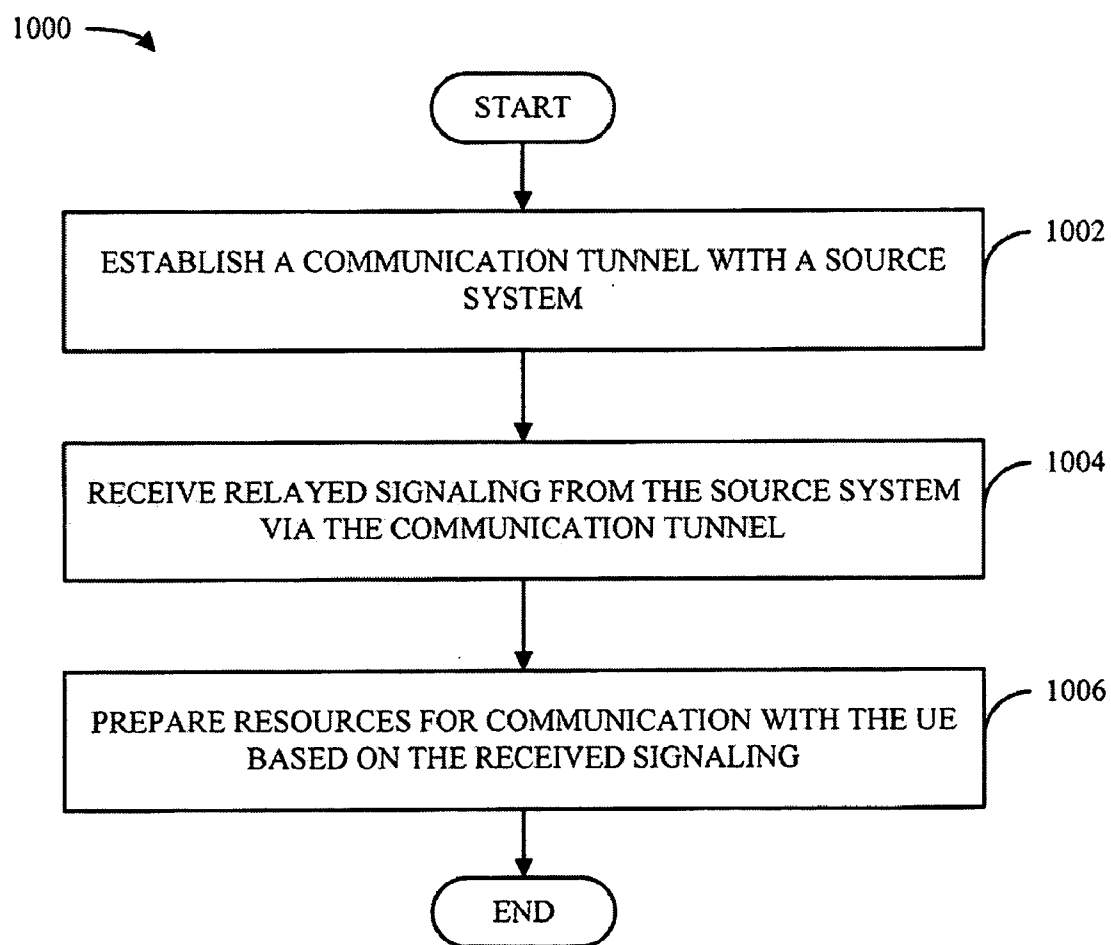 1000
START
1002
ESTABLISH A COMMUNICATION TUNNEL WITH A SOURCE
SYSTEM
1004
RECEIVE RELAYED SIGNALING FROM THE SOURCE SYSTEM
VIA THE COMMUNICATION TUNNEL
1006
PREPARE RESOURCES FOR COMMUNICATION WITH THE UE
BASED ON THE RECEIVED SIGNALING
END